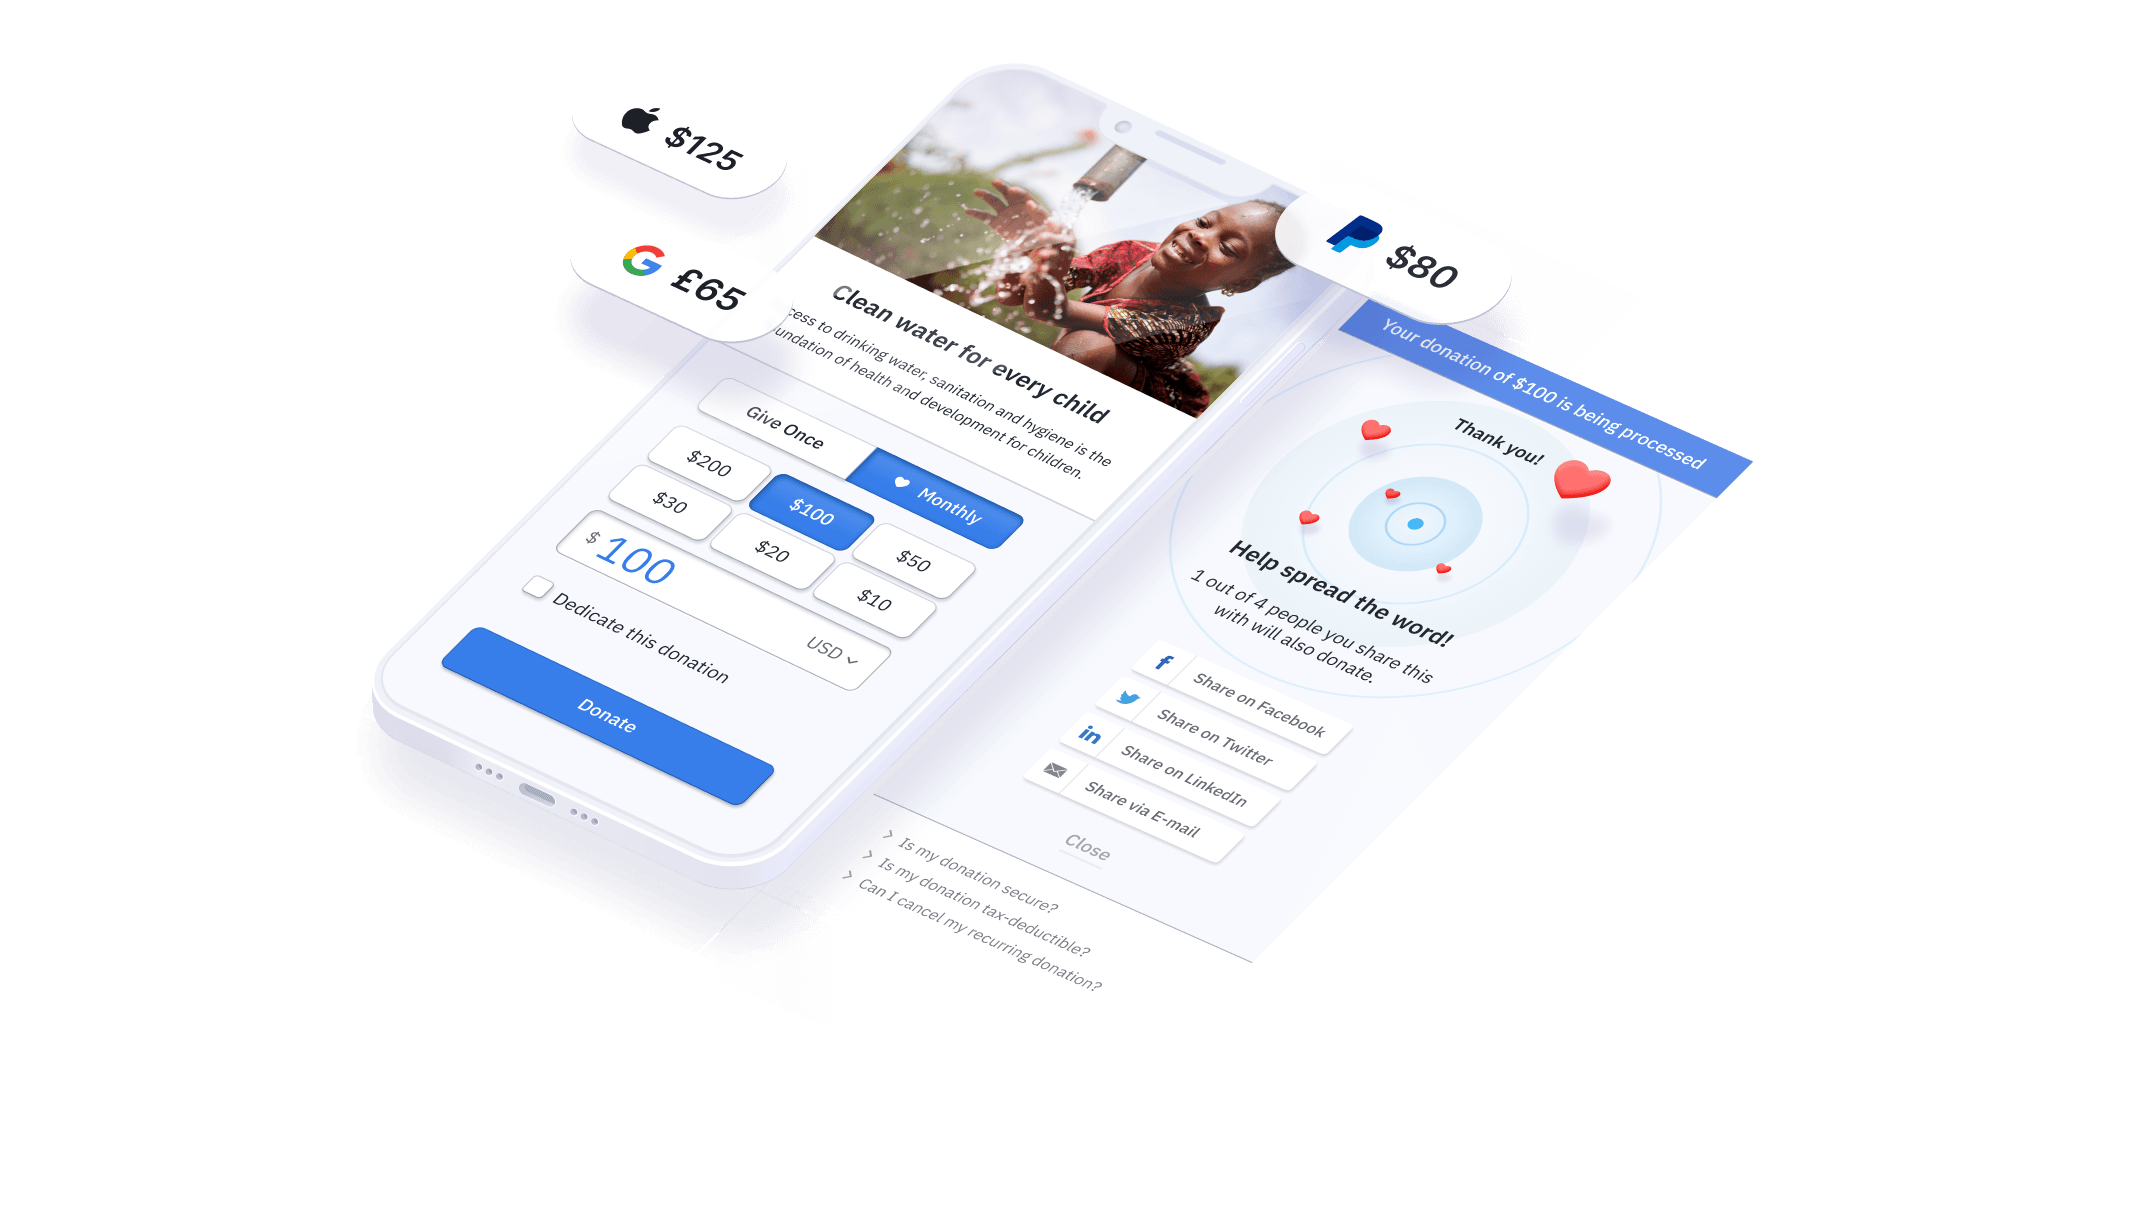 $125
£65
$80
Clean water for every child
to drinking water, sanitation and hygiene is the
of health and development for children.
Give Once
Monthly
$200
$100
$50
$30
$20
$10
$ 100
USD
Dedicate this donation
Donate
Your donation of $100 is being processed
Thank you!
Help spread the word!
1 out of 4 people you share this
with will also donate.
Share on Facebook
Share on Twitter
Share on LinkedIn
Share via E-mail
Close
Is my donation secure?
Is my donation tax-deductible?
Can I cancel my recurring donation?